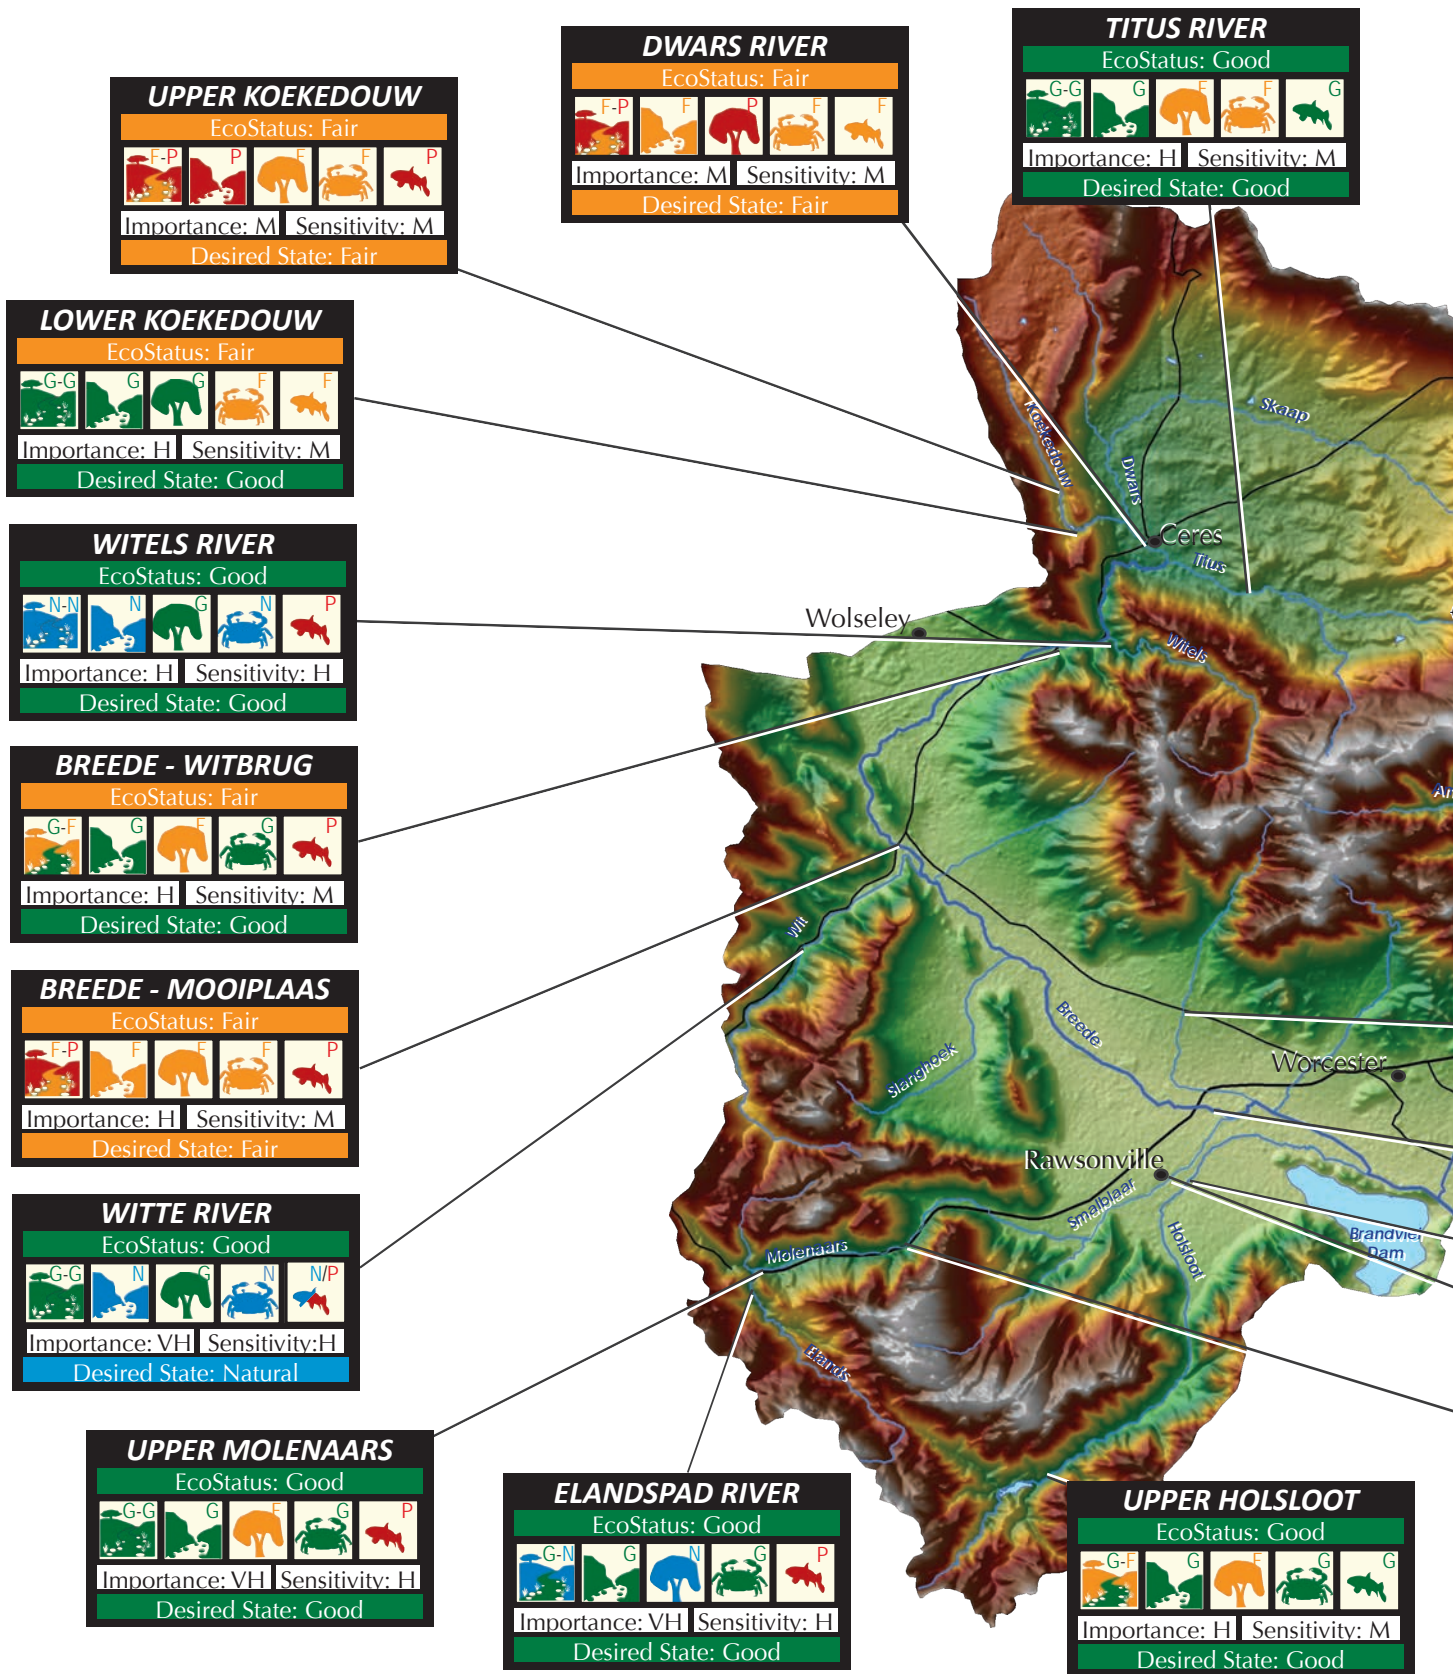 TITUS RIVER
EcoStatus: Good
G-G G F F G
Importance: H Sensitivity: M
Desired State: Good
DWARS RIVER
EcoStatus: Fair
F-P F P F F
Importance: M Sensitivity: M
Desired State: Fair
UPPER KOEKEDOUW
EcoStatus: Fair
F-P P F F P
Importance: M Sensitivity: M
Desired State: Fair
LOWER KOEKEDOUW
EcoStatus: Fair
G-G G G F F
Importance: H Sensitivity: M
Desired State: Good
WITELS RIVER
EcoStatus: Good
N-N N G N P
Importance: H Sensitivity: H
Desired State: Good
BREEDE - WITBRUG
EcoStatus: Fair
G-F G F G P
Importance: H Sensitivity: M
Desired State: Good
BREEDE - MOOIPLAAS
EcoStatus: Fair
F-P F F F P
Importance: H Sensitivity: M
Desired State: Fair
WITTE RIVER
EcoStatus: Good
G-G N G N N/P
Importance: VH Sensitivity:H
Desired State: Natural
UPPER MOLENAARS
EcoStatus: Good
G-G G F G P
Importance: VH Sensitivity: H
Desired State: Good
ELANDSPAD RIVER
EcoStatus: Good
G-N G N G P
Importance: VH Sensitivity: H
Desired State: Good
UPPER HOLSLOOT
EcoStatus: Good
G-F G F G G
Importance: H Sensitivity: M
Desired State: Good
Koekedouw
Dwars
Skaap
Ceres
Titus
Wolseley
Witels
Wit
Breede
Slanghoek
Worcester
Rawsonville
Smalblaar
Holsloot
Molenaars
Elands
Brandvlei
Dam